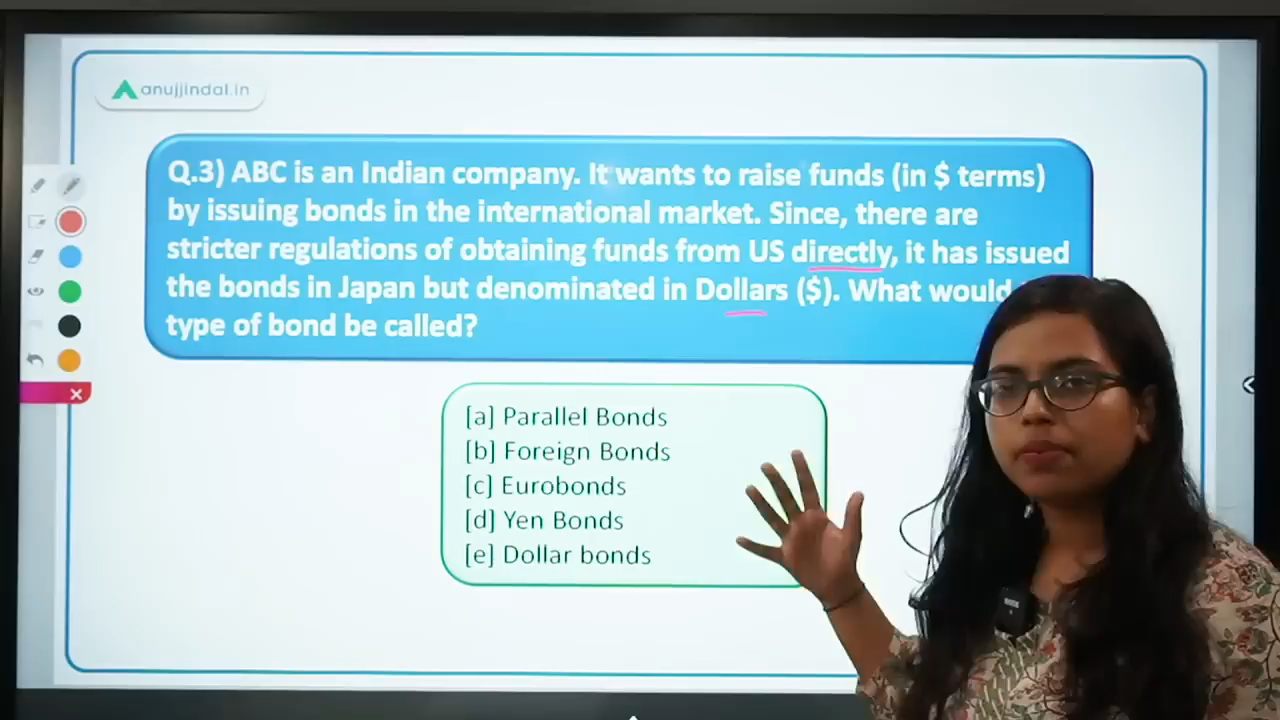 anujjindal.in
Q.3) ABC is an Indian company. It wants to raise funds (in $ terms)
by issuing bonds in the international market. Since, there are
stricter regulations of obtaining funds from US directly, it has issued
the bonds in Japan but denominated in Dollars ($). What would
type of bond be called?
[a] Parallel Bonds
[b] Foreign Bonds
[c] Eurobonds
[d] Yen Bonds
[e] Dollar bonds